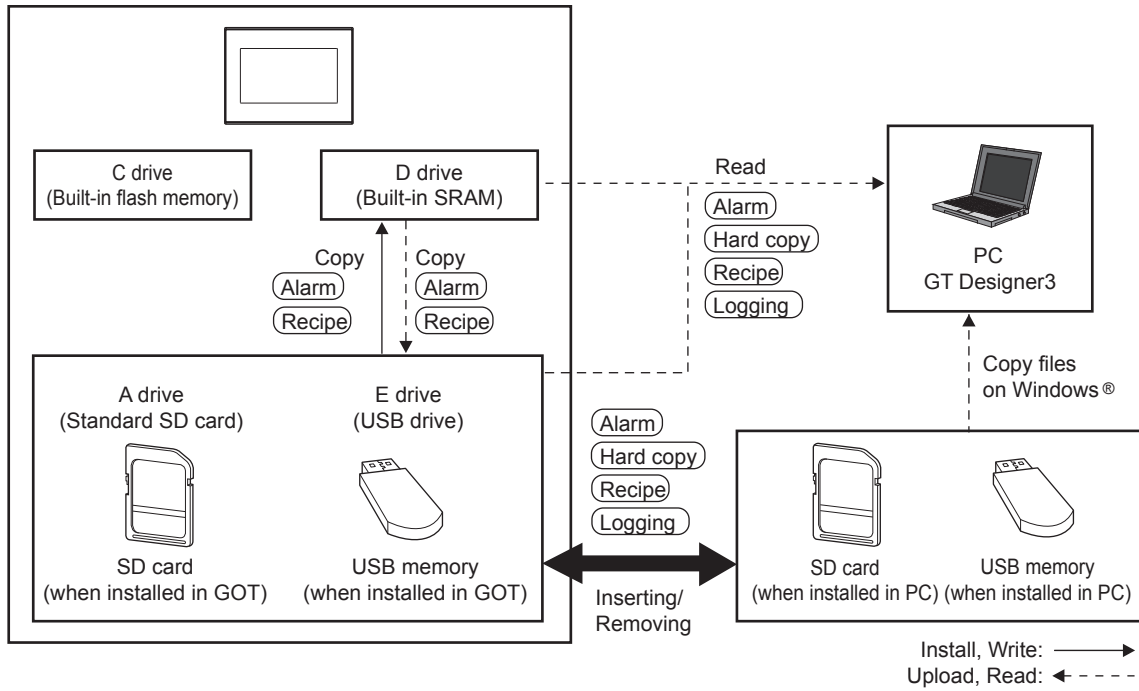 C drive
(Built-in flash memory)
D drive
(Built-in SRAM)
Read
Alarm
Hard copy
Recipe
Logging
PC
GT Designer3
Copy
Alarm
Recipe
Copy
Alarm
Recipe
Copy files
on Windows®
A drive
(Standard SD card)
E drive
(USB drive)
SD card
(when installed in GOT)
USB memory
(when installed in GOT)
Alarm
Hard copy
Recipe
Logging
Inserting/
Removing
SD card
(when installed in PC)
USB memory
(when installed in PC)
Install, Write:
Upload, Read: